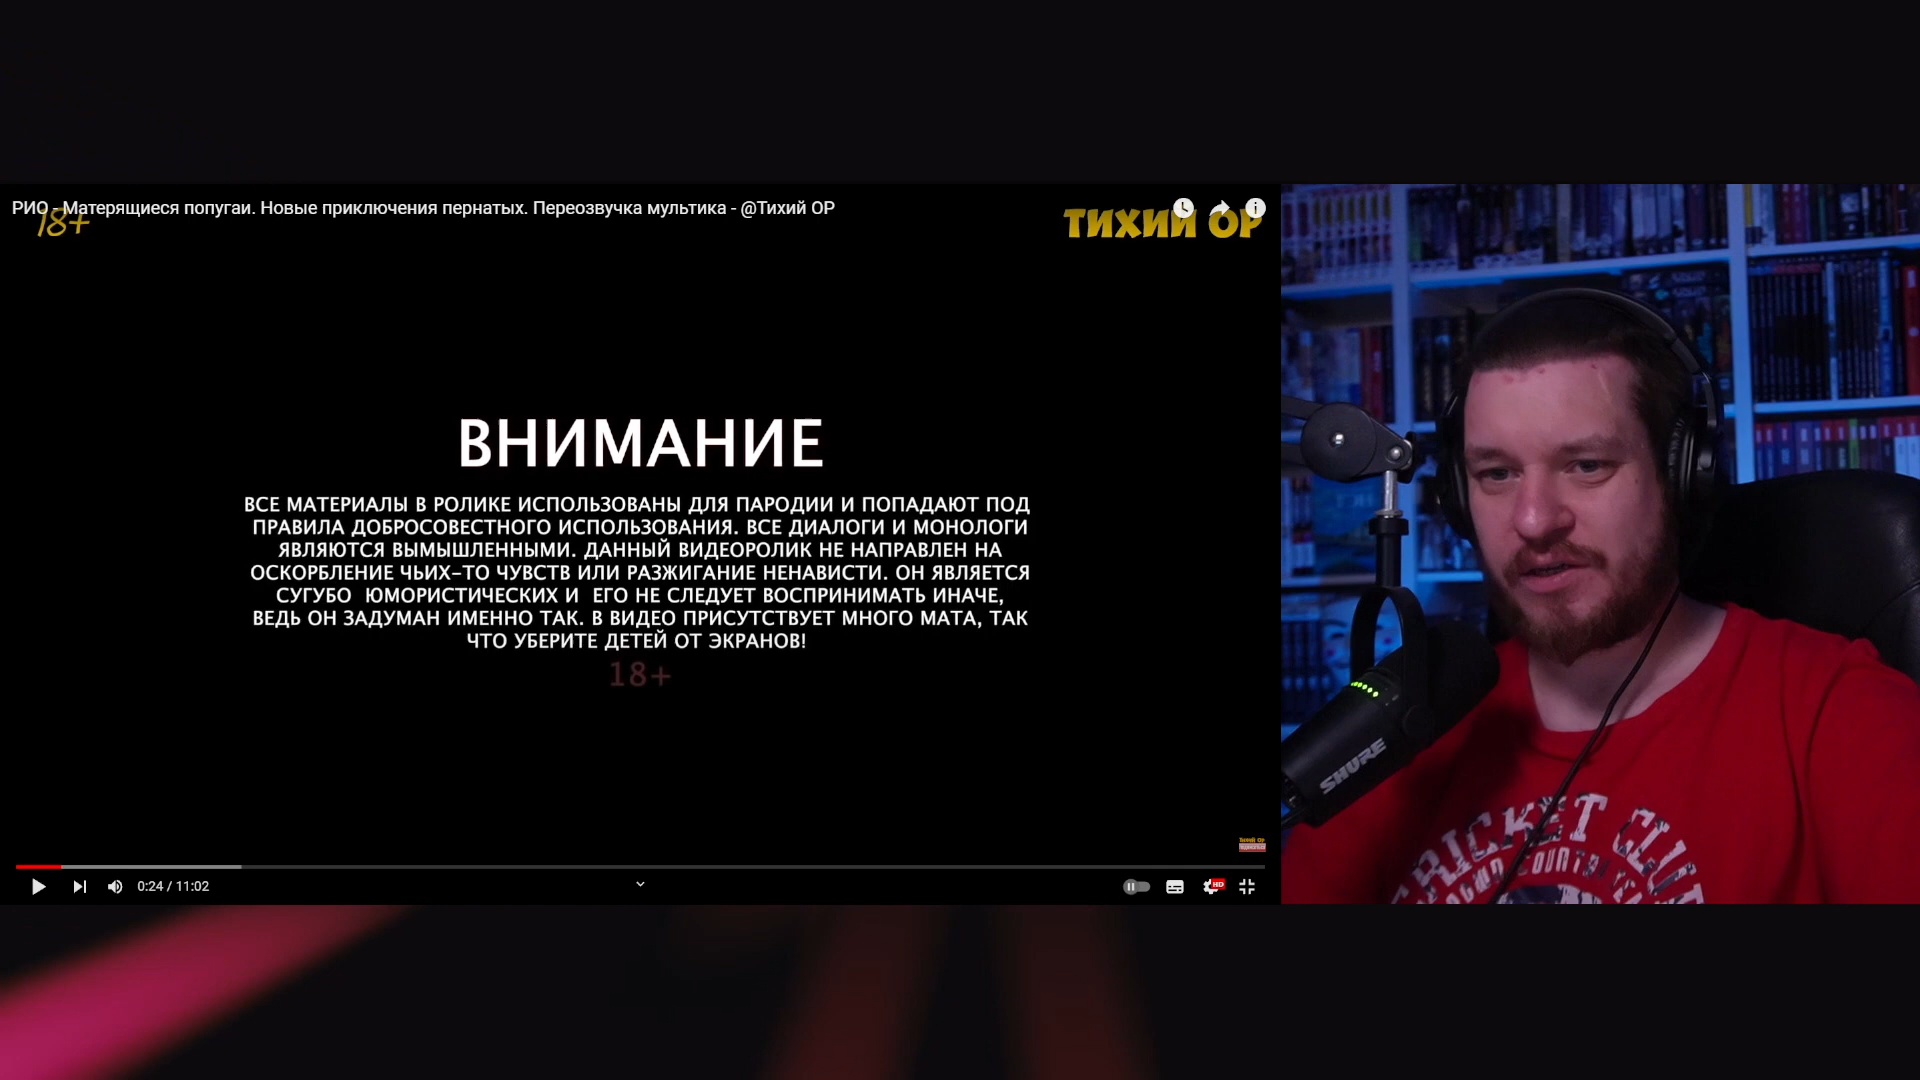 РИО - Матерящиеся попугаи. Новые приключения пернатых. Переозвучка мультика - @Тихий ОР
18+
ТИХИЙ ОР
ВНИМАНИЕ
ВСЕ МАТЕРИАЛЫ В РОЛИКЕ ИСПОЛЬЗОВАНЫ ДЛЯ ПАРОДИИ И ПОПАДАЮТ ПОД
ПРАВИЛА ДОБРОСОВЕСТНОГО ИСПОЛЬЗОВАНИЯ. ВСЕ ДИАЛОГИ И МОНОЛОГИ
ЯВЛЯЮТСЯ ВЫМЫШЛЕННЫМИ. ДАННЫЙ ВИДЕОРОЛИК НЕ НАПРАВЛЕН НА
ОСКОРБЛЕНИЕ ЧЬИХ-ТО ЧУВСТВ ИЛИ РАЗЖИГАНИЕ НЕНАВИСТИ. ОН ЯВЛЯЕТСЯ
СУГУБО ЮМОРИСТИЧЕСКИХ И ЕГО НЕ СЛЕДУЕТ ВОСПРИНИМАТЬ ИНАЧЕ,
ВЕДЬ ОН ЗАДУМАН ИМЕННО ТАК. В ВИДЕО ПРИСУТСТВУЕТ МНОГО МАТА, ТАК
ЧТО УБЕРИТЕ ДЕТЕЙ ОТ ЭКРАНОВ!
18+
0:24 / 11:02
HD
SHURE
CRICKET CLU